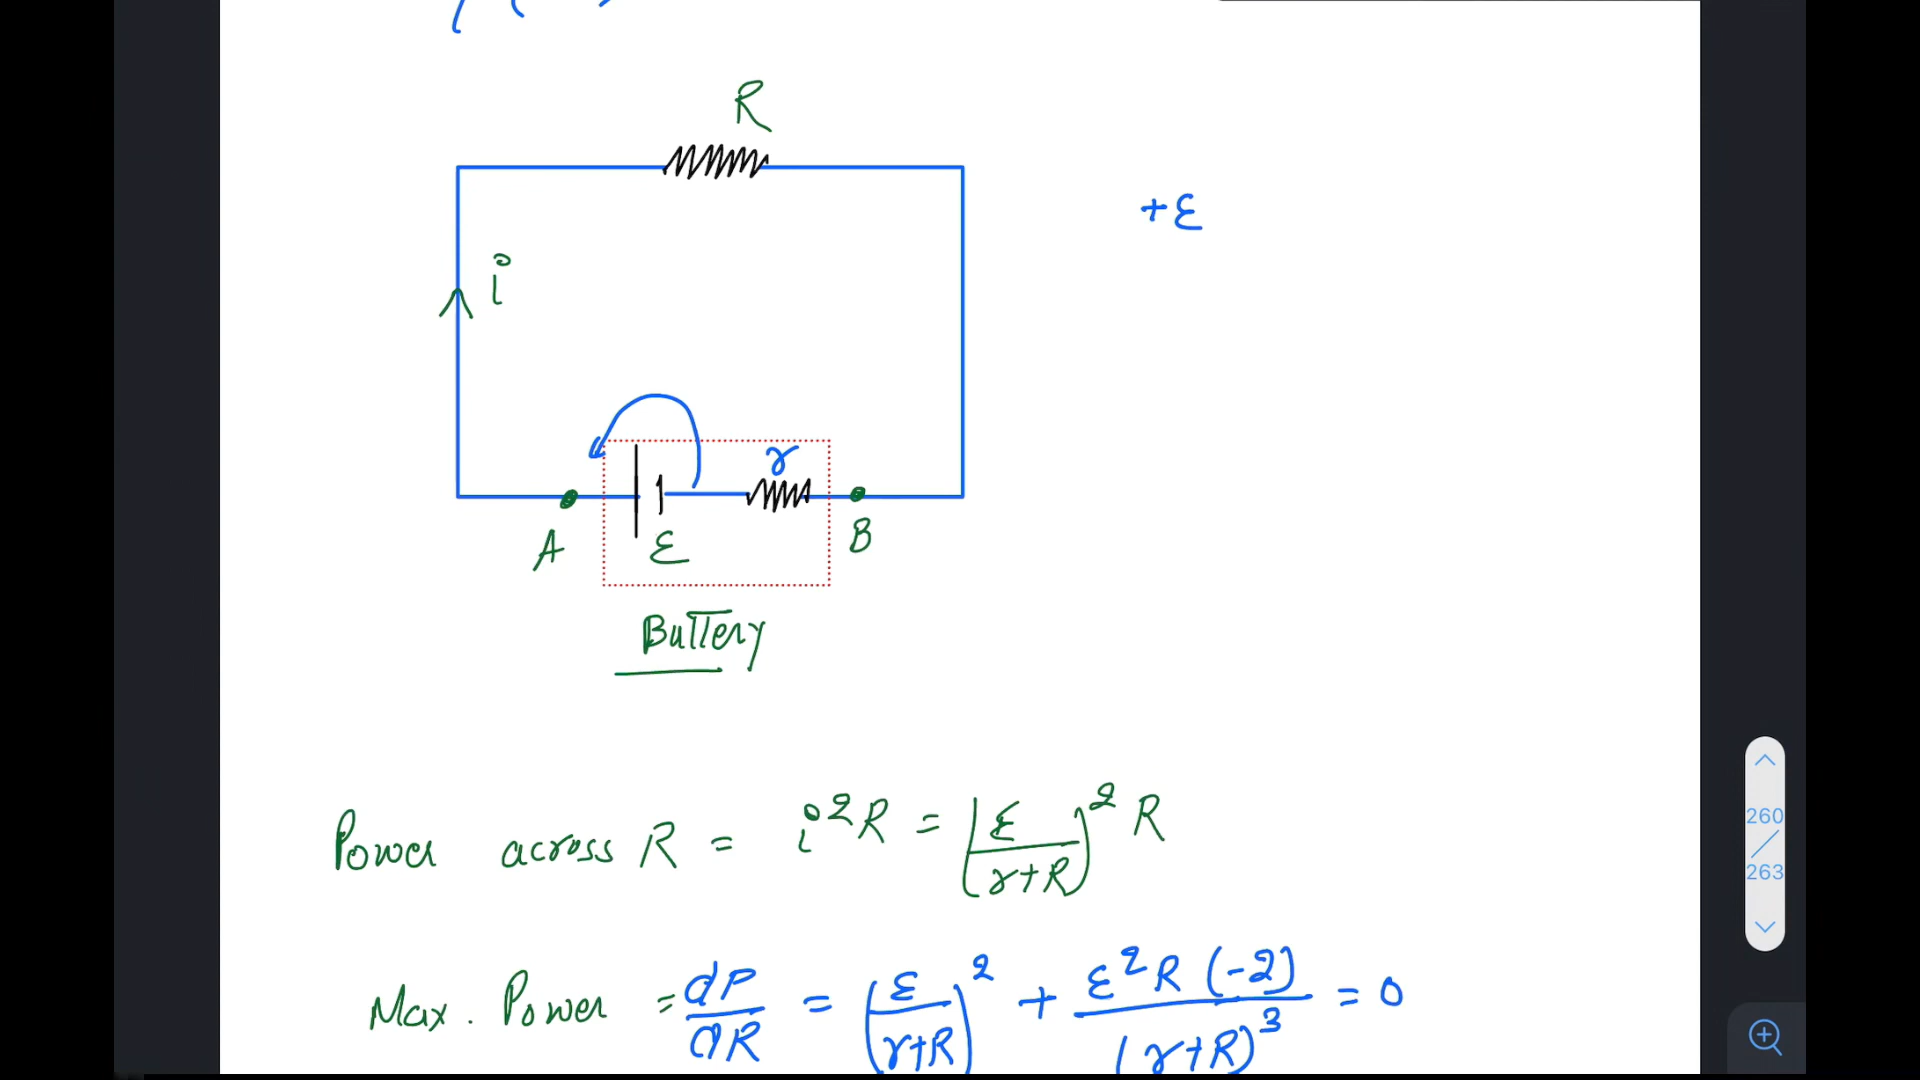 R
+ε
i
r
A
ε
B
Battery
Power across R = i²R = (ε/(r+R))² R
Max. Power = dP/dR = (ε/(r+R))² + ε²R(-2)/(r+R)³ = 0
260
263